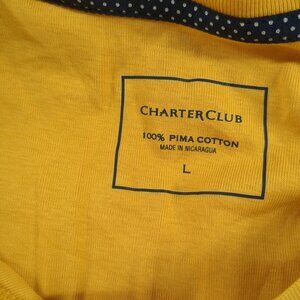 CHARTER CLUB
100% PIMA COTTON
MADE IN NICARAGUA
L